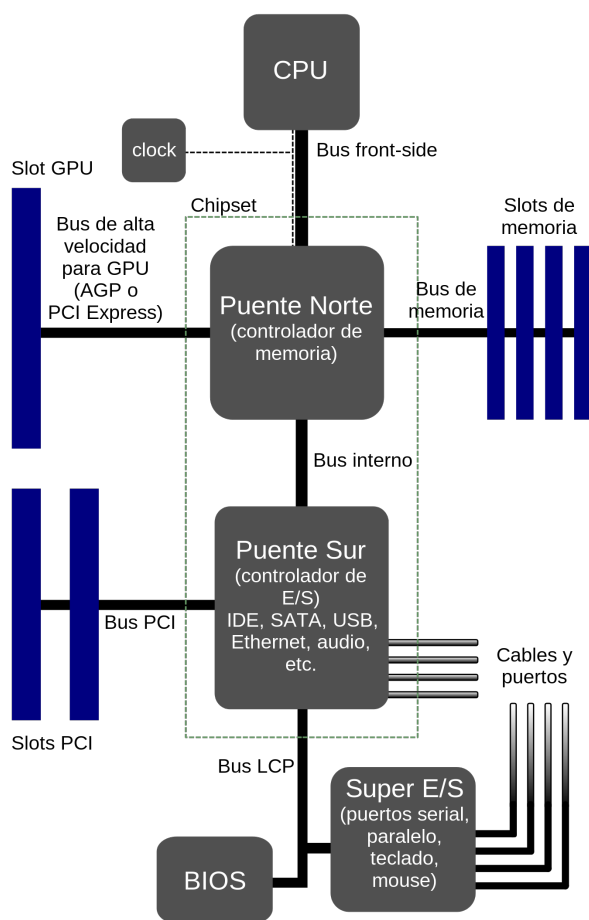 CPU
clock
Bus front-side
Slot GPU
Chipset
Bus de alta
velocidad
para GPU
(AGP o
PCI Express)
Slots de
memoria
Puente Norte
(controlador de
memoria)
Bus de
memoria
Bus interno
Puente Sur
(controlador de
E/S)
IDE, SATA, USB,
Ethernet, audio,
etc.
Bus PCI
Cables y
puertos
Slots PCI
Bus LCP
Super E/S
(puertos serial,
paralelo,
teclado,
mouse)
BIOS